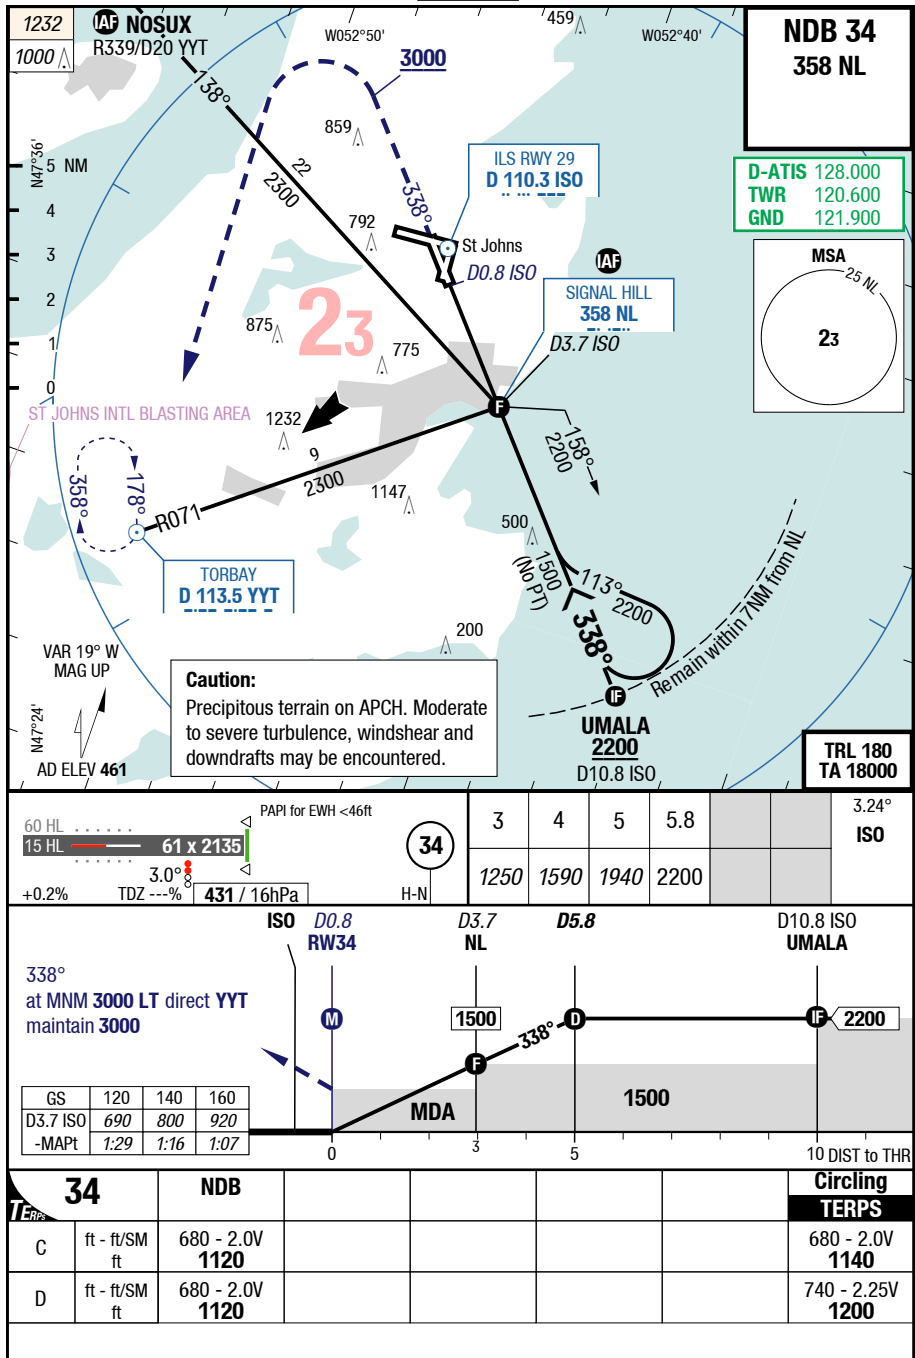 1232
1000
IAF NOSUX
R339/D20 YYT
W052°50'
459
W052°40'
NDB 34
358 NL
3000
138°
N47°36'
5 NM
4
3
2
1
0
859
22
2300
ILS RWY 29
D 110.3 ISO
338°
792
St Johns
D0.8 ISO
D-ATIS 128.000
TWR 120.600
GND 121.900
MSA
25 NL
23
IAF
SIGNAL HILL
358 NL
D3.7 ISO
23
875
775
F
ST JOHNS INTL BLASTING AREA
1232
9
2300
158°
2200
358°
178°
R071
1147
500
1500
(No PT)
113°
2200
338°
Remain within 7NM from NL
TORBAY
D 113.5 YYT
200
VAR 19° W
MAG UP
N47°24'
AD ELEV 461
Caution:
Precipitous terrain on APCH. Moderate
to severe turbulence, windshear and
downdrafts may be encountered.
IF
UMALA
2200
D10.8 ISO
TRL 180
TA 18000
60 HL
15 HL
61 x 2135
PAPI for EWH <46ft
3.0°
+0.2%
TDZ ---%
431 / 16hPa
34
H-N
3 4 5 5.8
3.24°
ISO
1250 1590 1940 2200
ISO D0.8 D3.7 D5.8 D10.8 ISO
RW34 NL UMALA
338°
at MNM 3000 LT direct YYT
maintain 3000
M
1500
338°
D
IF
2200
F
MDA
1500
GS 120 140 160
D3.7 ISO 690 800 920
-MAPt 1:29 1:16 1:07
0 3 5 10 DIST to THR
TERPS
34
NDB
Circling
TERPS
C
ft - ft/SM
ft
680 - 2.0V
1120
680 - 2.0V
1140
D
ft - ft/SM
ft
680 - 2.0V
1120
740 - 2.25V
1200